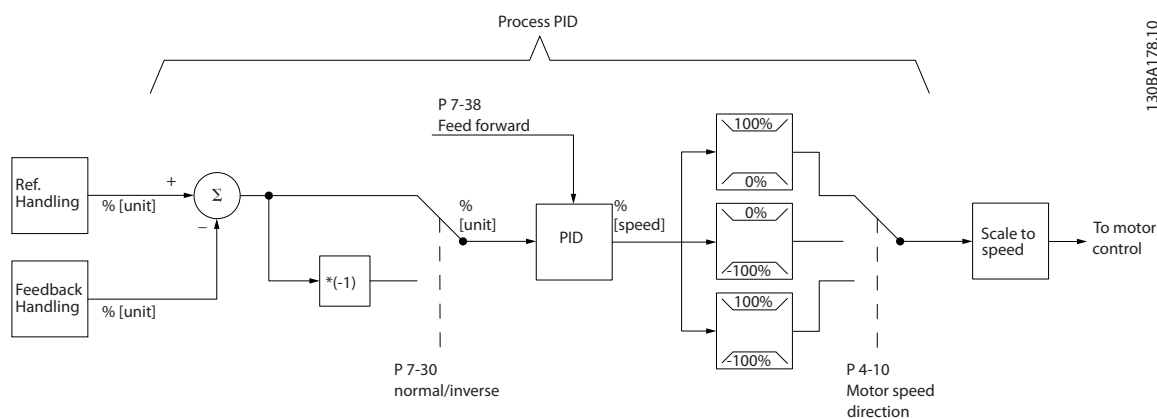 Process PID
130BA178.10
P 7-38
Feed forward
100%
0%
Ref.
Handling
+
% [unit]
Σ
−
%
[unit]
PID
%
[speed]
0%
-100%
Scale to
speed
To motor
control
Feedback
Handling
% [unit]
*(-1)
100%
-100%
P 7-30
normal/inverse
P 4-10
Motor speed
direction